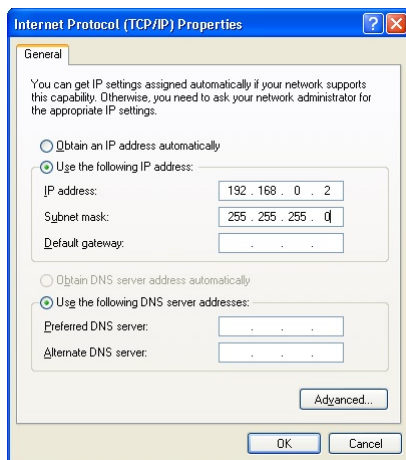 Internet Protocol (TCP/IP) Properties
General
You can get IP settings assigned automatically if your network supports
this capability. Otherwise, you need to ask your network administrator for
the appropriate IP settings.
Obtain an IP address automatically
Use the following IP address:
IP address: 192 . 168 . 0 . 2
Subnet mask: 255 . 255 . 255 . 0
Default gateway: . . .
Obtain DNS server address automatically
Use the following DNS server addresses:
Preferred DNS server: . . .
Alternate DNS server: . . .
Advanced...
OK Cancel